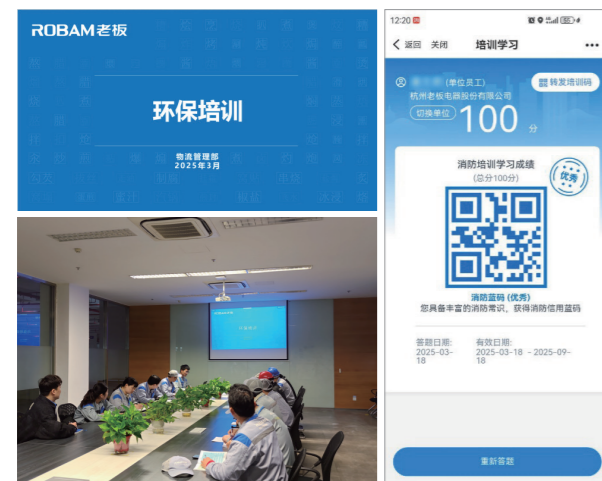 ROBAM老板
环保培训
物流管理部
2025年3月
12:20
返回 关闭 培训学习
(单位员工)
转发培训码
杭州老板电器股份有限公司
切换单位
100 分
消防培训学习成绩
(总分100分)
优秀
消防蓝码 (优秀)
您具备丰富的消防常识，获得消防信用蓝码
答题日期:
2025-03-18
有效日期:
2025-03-18 - 2025-09-18
重新答题